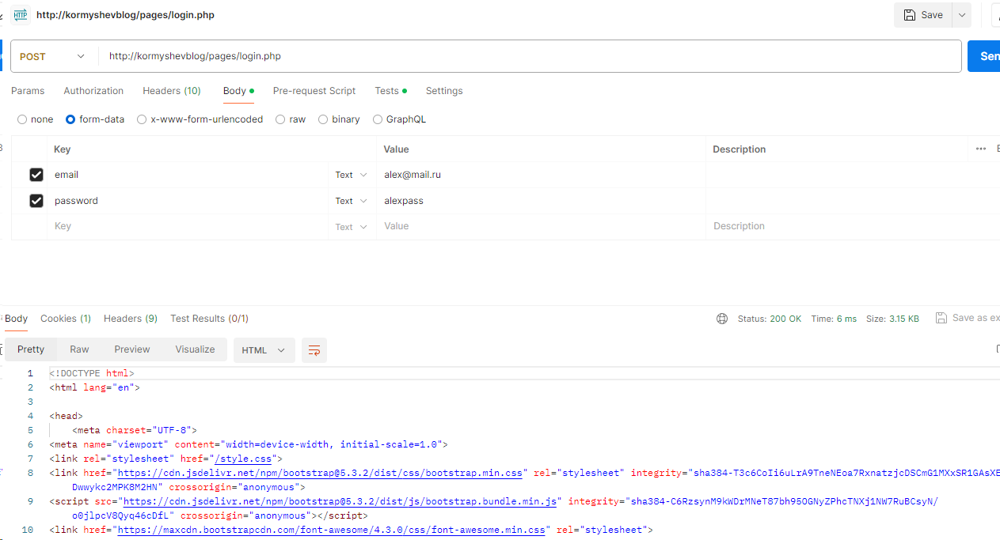 HTTP http://kormyshevblog/pages/login.php Save
POST http://kormyshevblog/pages/login.php
Params Authorization Headers (10) Body Pre-request Script Tests Settings
none form-data x-www-form-urlencoded raw binary GraphQL
Key Value Description
email Text alex@mail.ru
password Text alexpass
Key Text Value Description
Body Cookies (1) Headers (9) Test Results (0/1) Status: 200 OK Time: 6 ms Size: 3.15 KB Save as
Pretty Raw Preview Visualize HTML
1 <!DOCTYPE html>
2 <html lang="en">
3
4 <head>
5 <meta charset="UTF-8">
6 <meta name="viewport" content="width=device-width, initial-scale=1.0">
7 <link rel="stylesheet" href="/style.css">
8 <link href="https://cdn.jsdelivr.net/npm/bootstrap@5.3.2/dist/css/bootstrap.min.css" rel="stylesheet" integrity="sha384-T3c6CoIi6uLrA9TneNEoa7RxnatzjcDSCmG1MXxSR1GAsXE
Dwwykc2MPK8M2HN" crossorigin="anonymous">
9 <script src="https://cdn.jsdelivr.net/npm/bootstrap@5.3.2/dist/js/bootstrap.bundle.min.js" integrity="sha384-C6RzsynM9kWDrMNeT87bh95OGNyZPhcTNXj1NW7RuBCsyN/
o0jlpcV8Qyq46cDfL" crossorigin="anonymous"></script>
10 <link href="https://maxcdn.bootstrapcdn.com/font-awesome/4.3.0/css/font-awesome.min.css" rel="stylesheet">